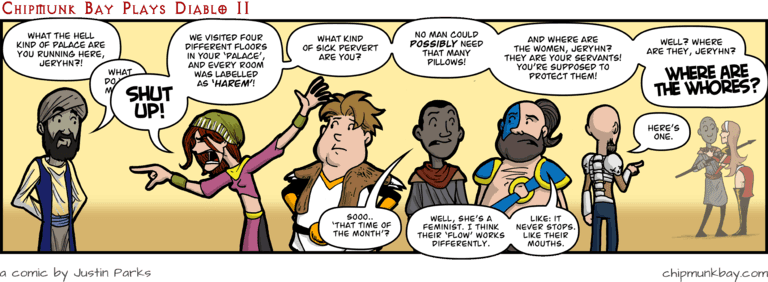 Chipmunk Bay Plays Diablo II
WHAT THE HELL
KIND OF PALACE ARE
YOU RUNNING HERE,
JERYHN?!
WHAT
SHUT
UP!
WE VISITED FOUR
DIFFERENT FLOORS
IN YOUR 'PALACE',
AND EVERY ROOM
WAS LABELLED
AS 'HAREM'!
WHAT KIND
OF SICK PERVERT
ARE YOU?
NO MAN COULD
POSSIBLY NEED
THAT MANY
PILLOWS!
AND WHERE ARE
THE WOMEN, JERYHN?
THEY ARE YOUR SERVANTS!
YOU'RE SUPPOSED TO
PROTECT THEM!
WELL? WHERE
ARE THEY, JERYHN?
WHERE ARE
THE WHORES?
SOOO..
'THAT TIME OF
THE MONTH'?
WELL, SHE'S A
FEMINIST. I THINK
THEIR 'FLOW' WORKS
DIFFERENTLY.
LIKE: IT
NEVER STOPS.
LIKE THEIR
MOUTHS.
HERE'S
ONE.
a comic by Justin Parks
chipmunkbay.com